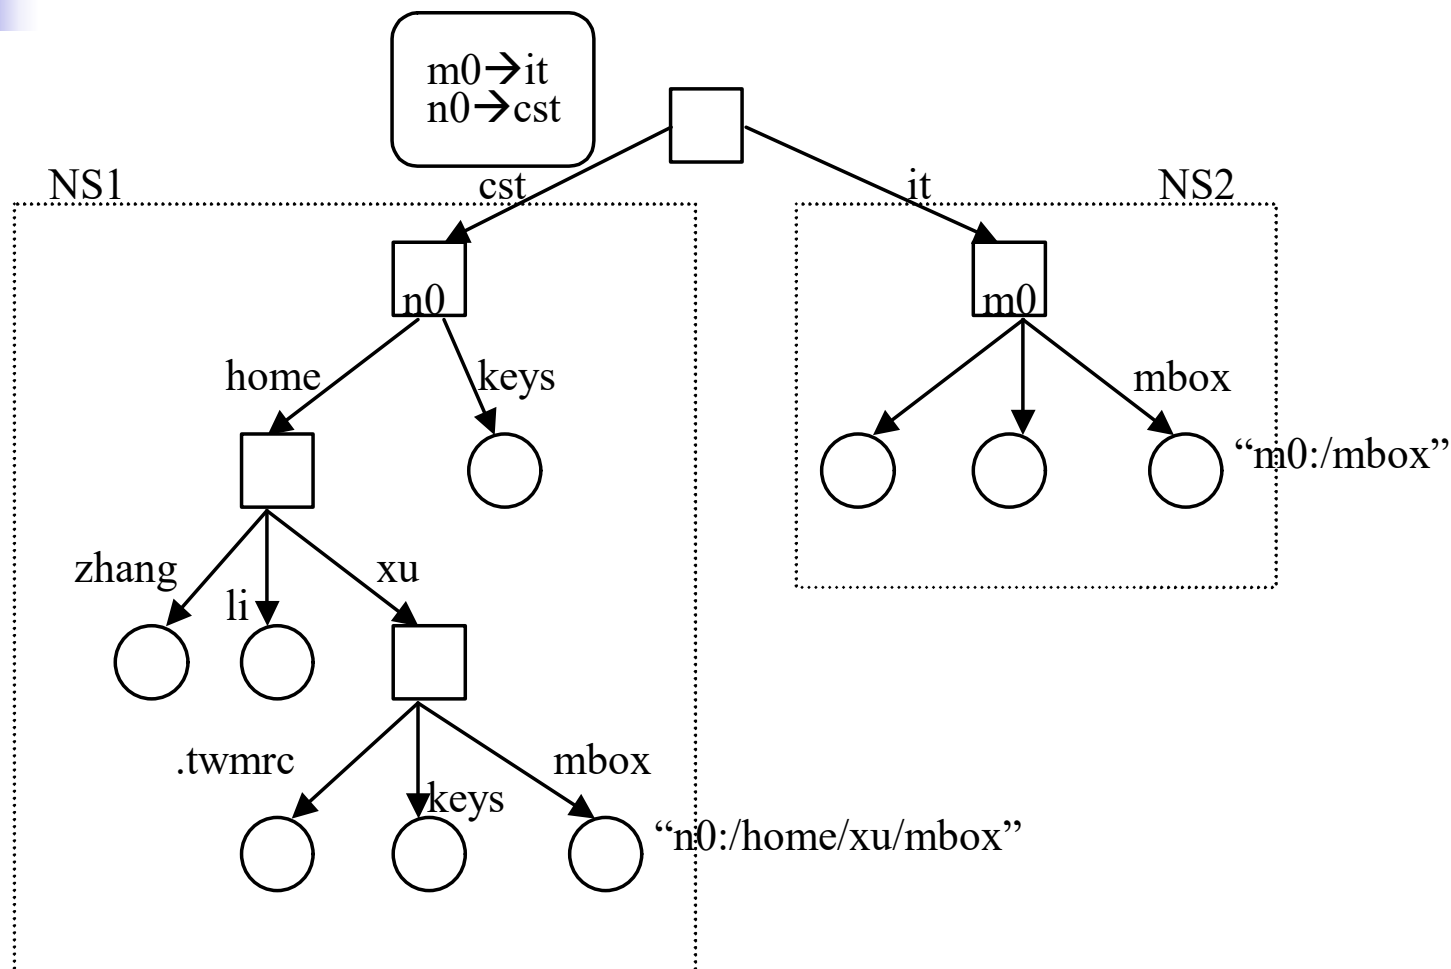 m0→it
n0→cst
NS1
cst
it
NS2
n0
m0
home
keys
mbox
“m0:/mbox”
zhang
li
xu
.twmrc
keys
mbox
“n0:/home/xu/mbox”